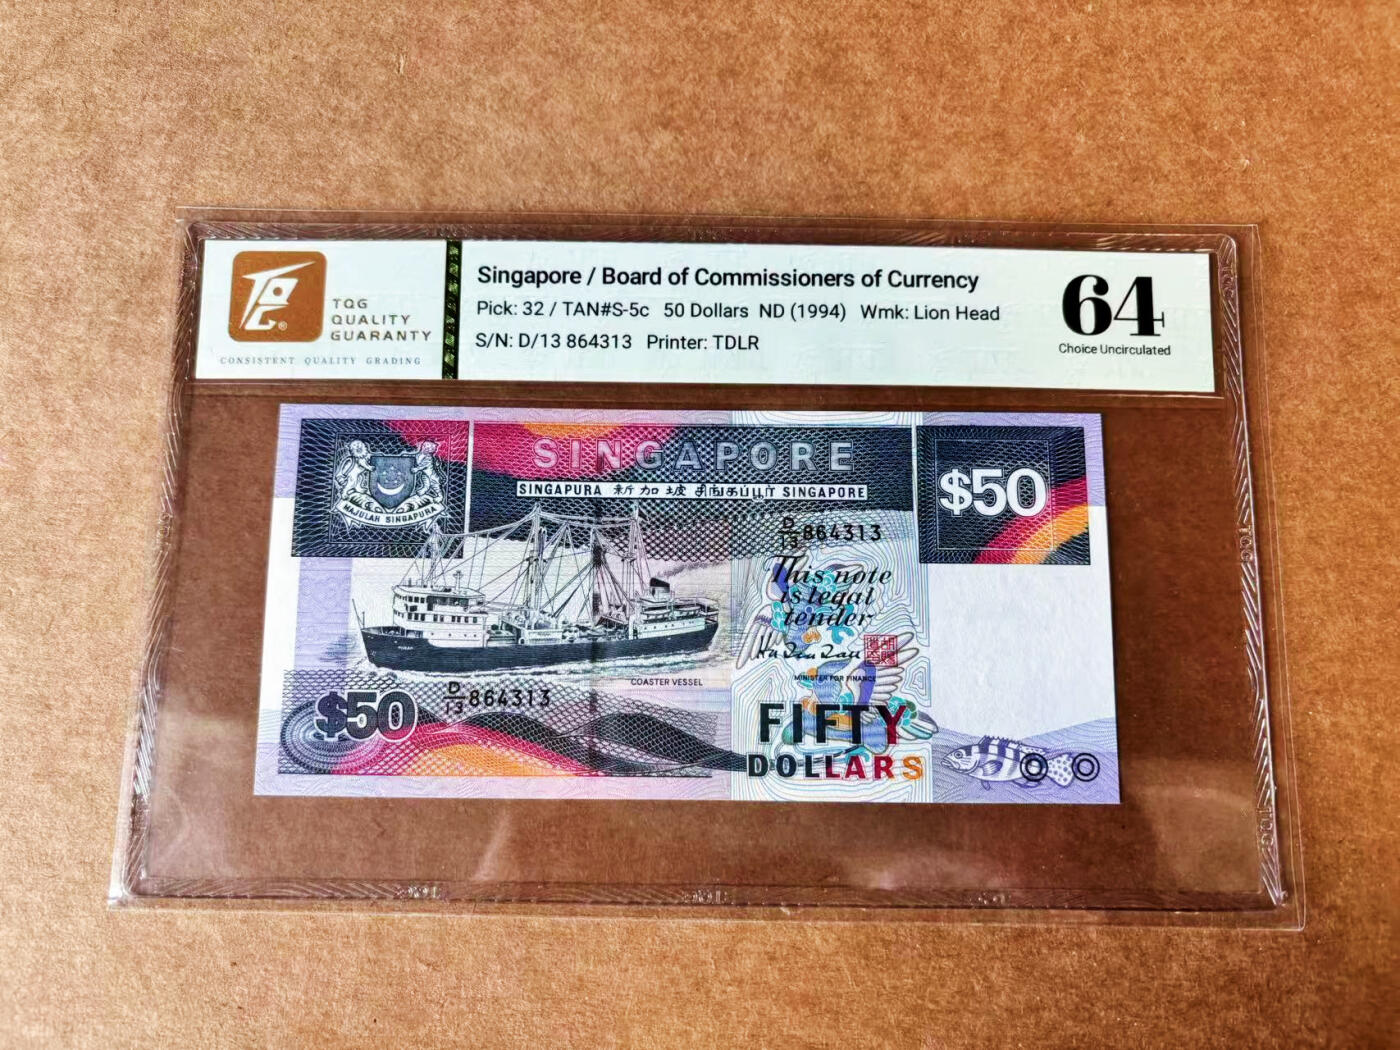 TQG
QUALITY
GUARANTY
CONSISTENT QUALITY GRADING
Singapore / Board of Commissioners of Currency
Pick: 32 / TAN#S-5c 50 Dollars ND (1994) Wmk: Lion Head
S/N: D/13 864313 Printer: TDLR
64
Choice Uncirculated
SINGAPORE
SINGAPURA 新加坡 சிங்கப்பூர் SINGAPORE
MAJULAH SINGAPURA
$50
D/13 864313
This note
is legal
tender
MINISTER FOR FINANCE
COASTER VESSEL
$50
D/13 864313
FIFTY
DOLLARS
TQG